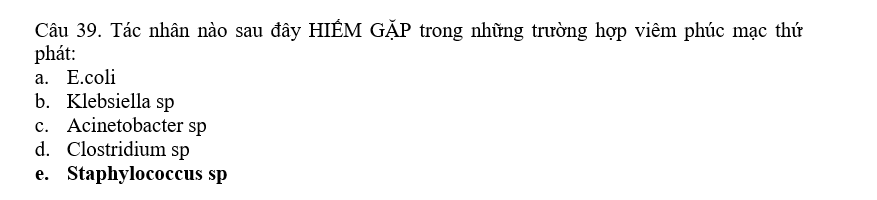 Câu 39. Tác nhân nào sau đây HIẾM GẶP trong những trường hợp viêm phúc mạc thứ
phát:
a. E.coli
b. Klebsiella sp
c. Acinetobacter sp
d. Clostridium sp
e. Staphylococcus sp